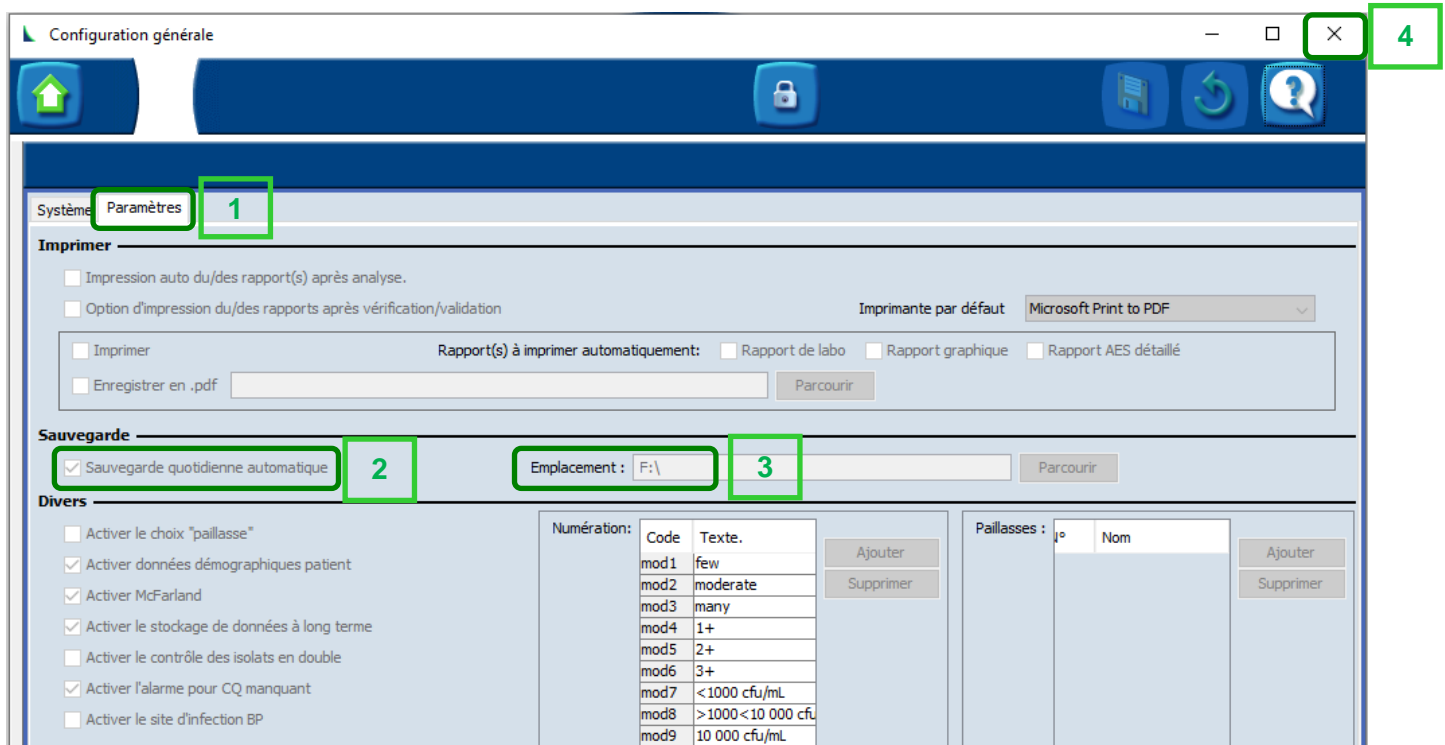 Configuration générale
4
Système
Paramètres
1
Imprimer
Impression auto du/des rapport(s) après analyse.
Option d'impression du/des rapports après vérification/validation
Imprimante par défaut
Microsoft Print to PDF
Imprimer
Rapport(s) à imprimer automatiquement:
Rapport de labo
Rapport graphique
Rapport AES détaillé
Enregistrer en .pdf
Parcourir
Sauvegarde
Sauvegarde quotidienne automatique
2
Emplacement :
F:\
3
Parcourir
Divers
Activer le choix "paillasse"
Activer données démographiques patient
Activer McFarland
Activer le stockage de données à long terme
Activer le contrôle des isolats en double
Activer l'alarme pour CQ manquant
Activer le site d'infection BP
Numération:
Code Texte.
mod1 few
mod2 moderate
mod3 many
mod4 1+
mod5 2+
mod6 3+
mod7 <1000 cfu/mL
mod8 >1000<10 000 cfu
mod9 10 000 cfu/mL
Ajouter
Supprimer
Paillasses :
N° Nom
Ajouter
Supprimer